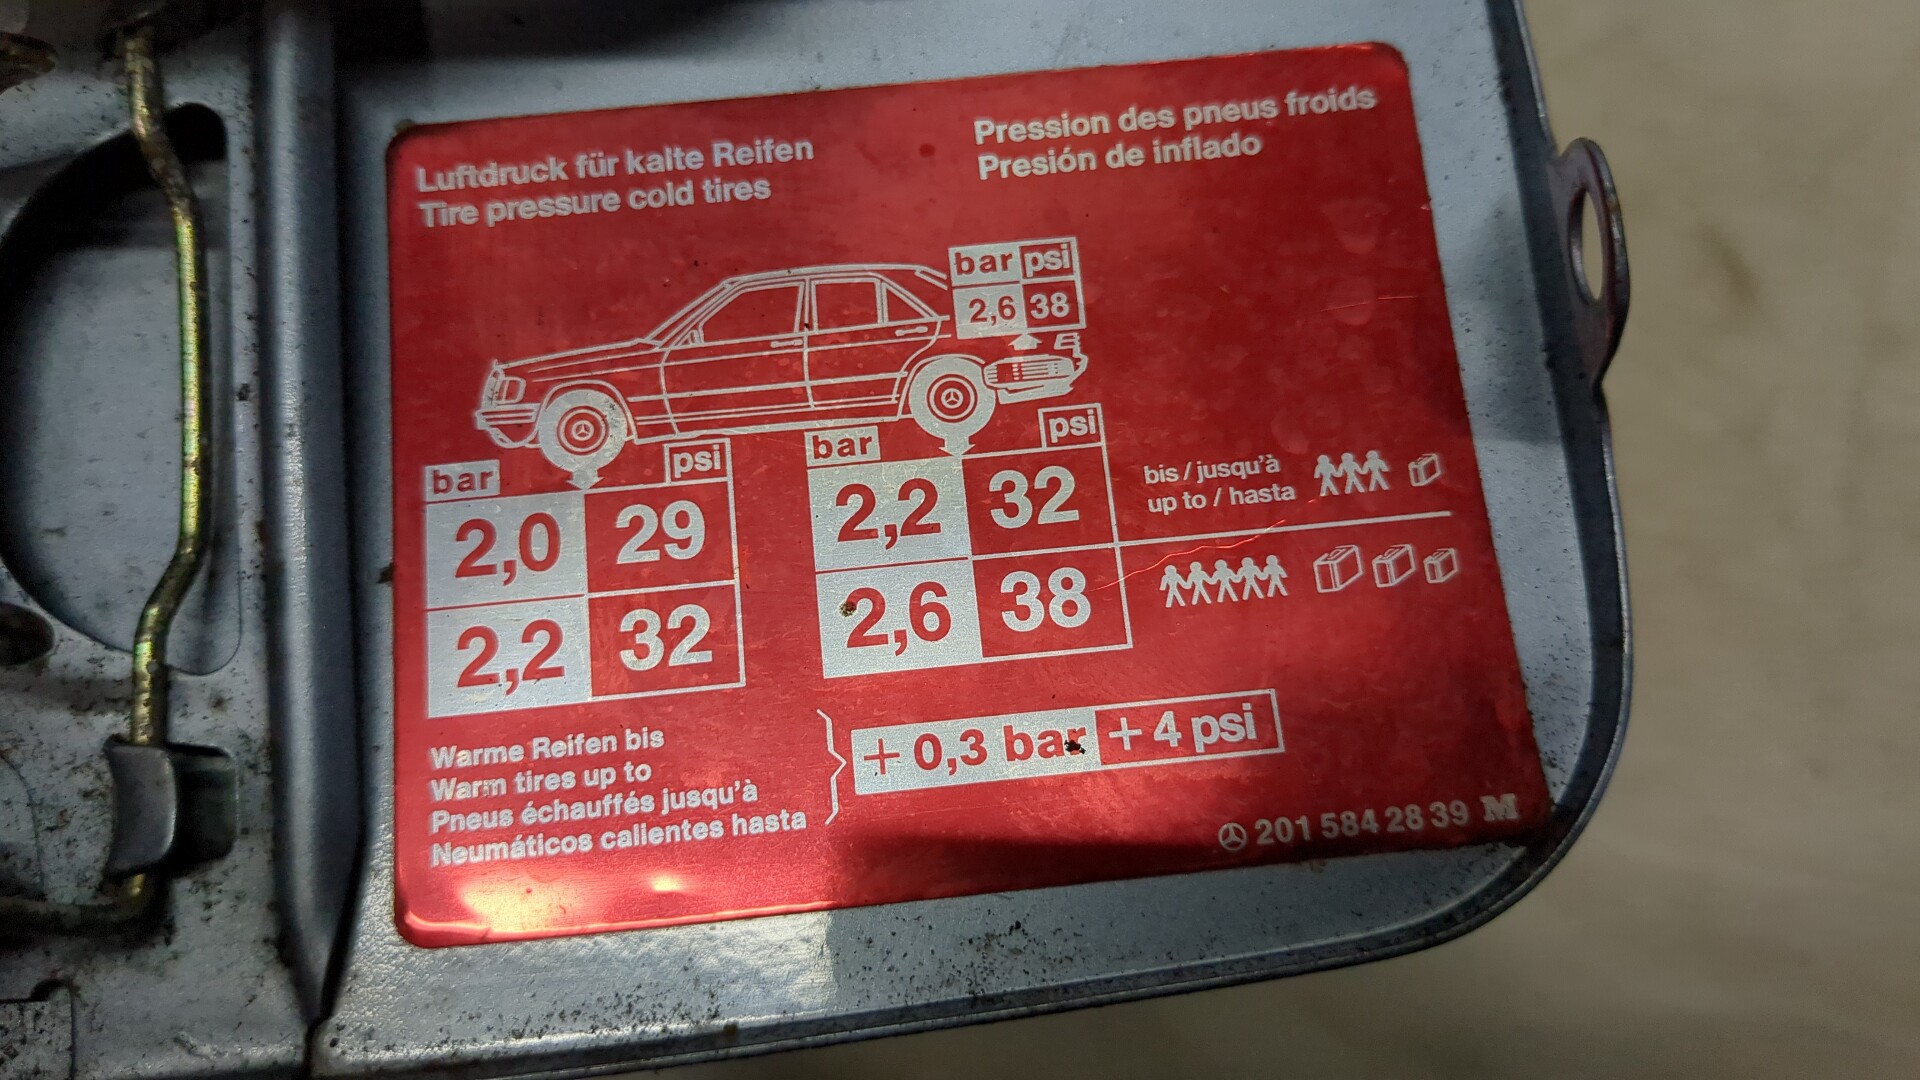 Luftdruck für kalte Reifen
Tire pressure cold tires
Pression des pneus froids
Presión de inflado
bar psi
2,6 38
bar psi
2,0 29
2,2 32
bar psi
2,2 32
2,6 38
bis / jusqu'à
up to / hasta
Warme Reifen bis
Warm tires up to
Pneus échauffés jusqu'à
Neumáticos calientes hasta
+ 0,3 bar + 4 psi
201 584 28 39 M